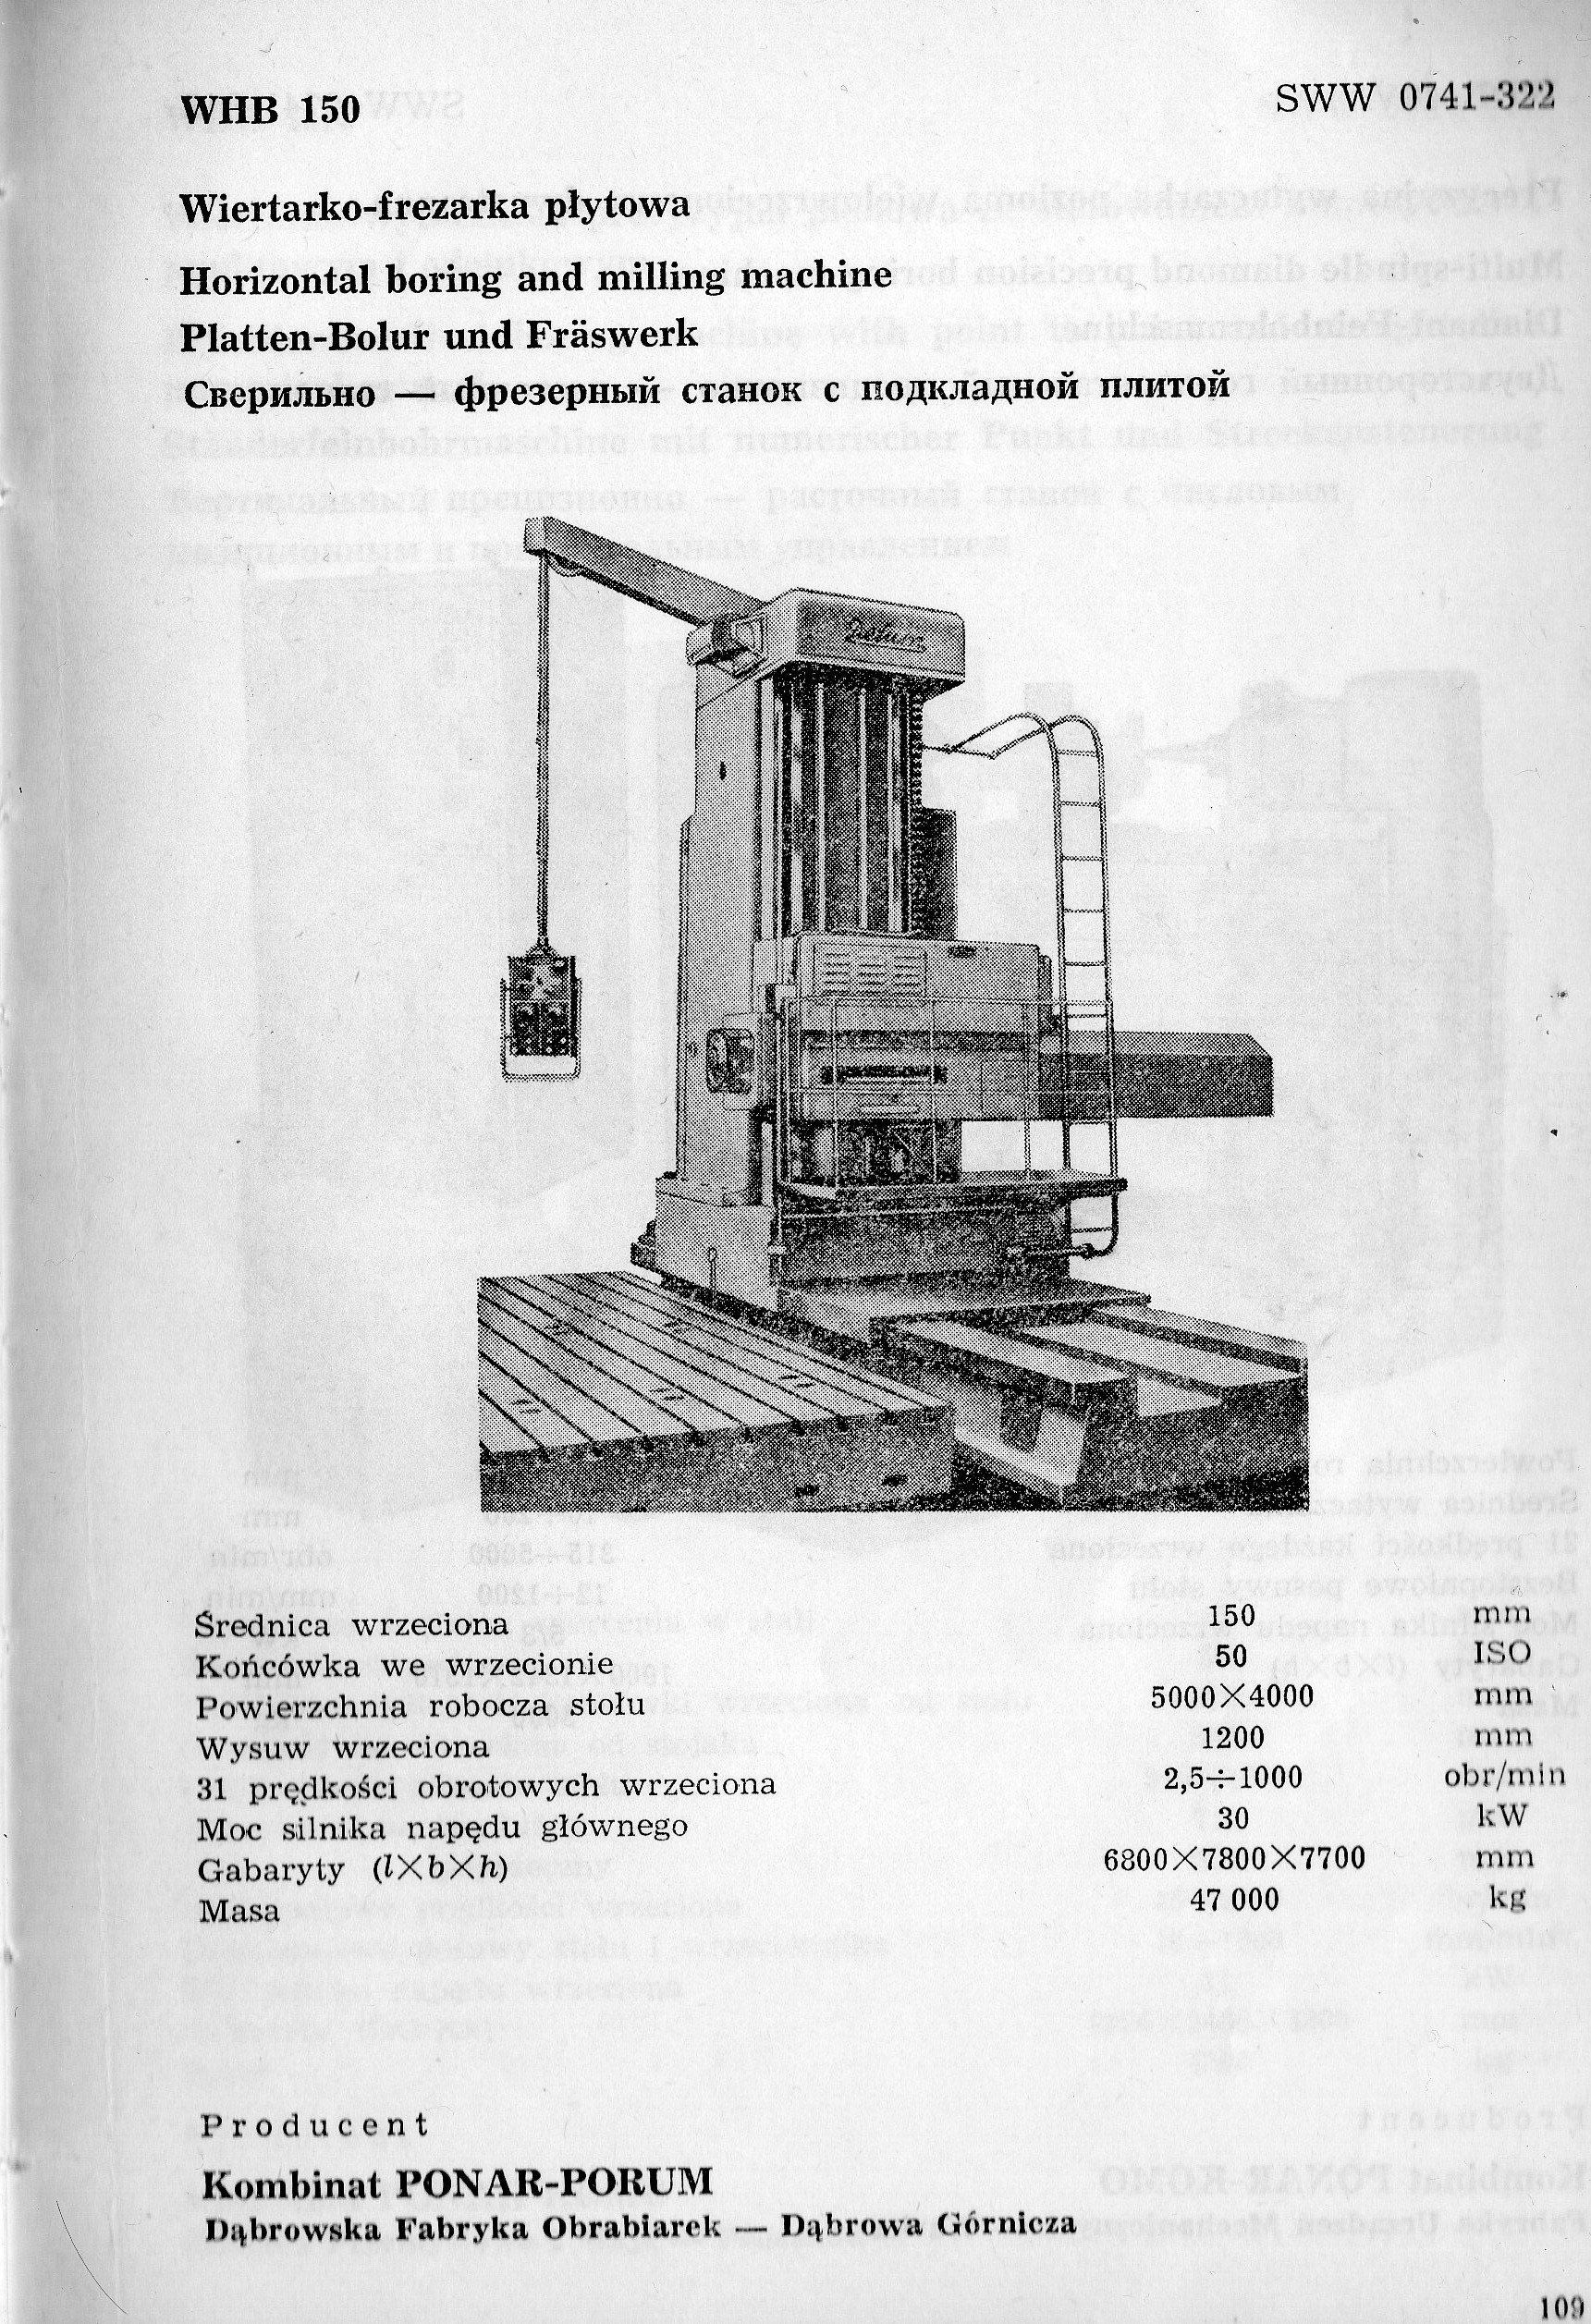 WHB 150 SWW 0741-322
Wiertarko-frezarka płytowa
Horizontal boring and milling machine
Platten-Bolur und Fräswerk
Сверильно — фрезерный станок с подкладной плитой
Średnica wrzeciona 150 mm
Końcówka we wrzecionie 50 ISO
Powierzchnia robocza stołu 5000×4000 mm
Wysuw wrzeciona 1200 mm
31 prędkości obrotowych wrzeciona 2,5÷1000 obr/min
Moc silnika napędu głównego 30 kW
Gabaryty (l×b×h) 6800×7800×7700 mm
Masa 47 000 kg
Producent
Kombinat PONAR-PORUM
Dąbrowska Fabryka Obrabiarek — Dąbrowa Górnicza
109